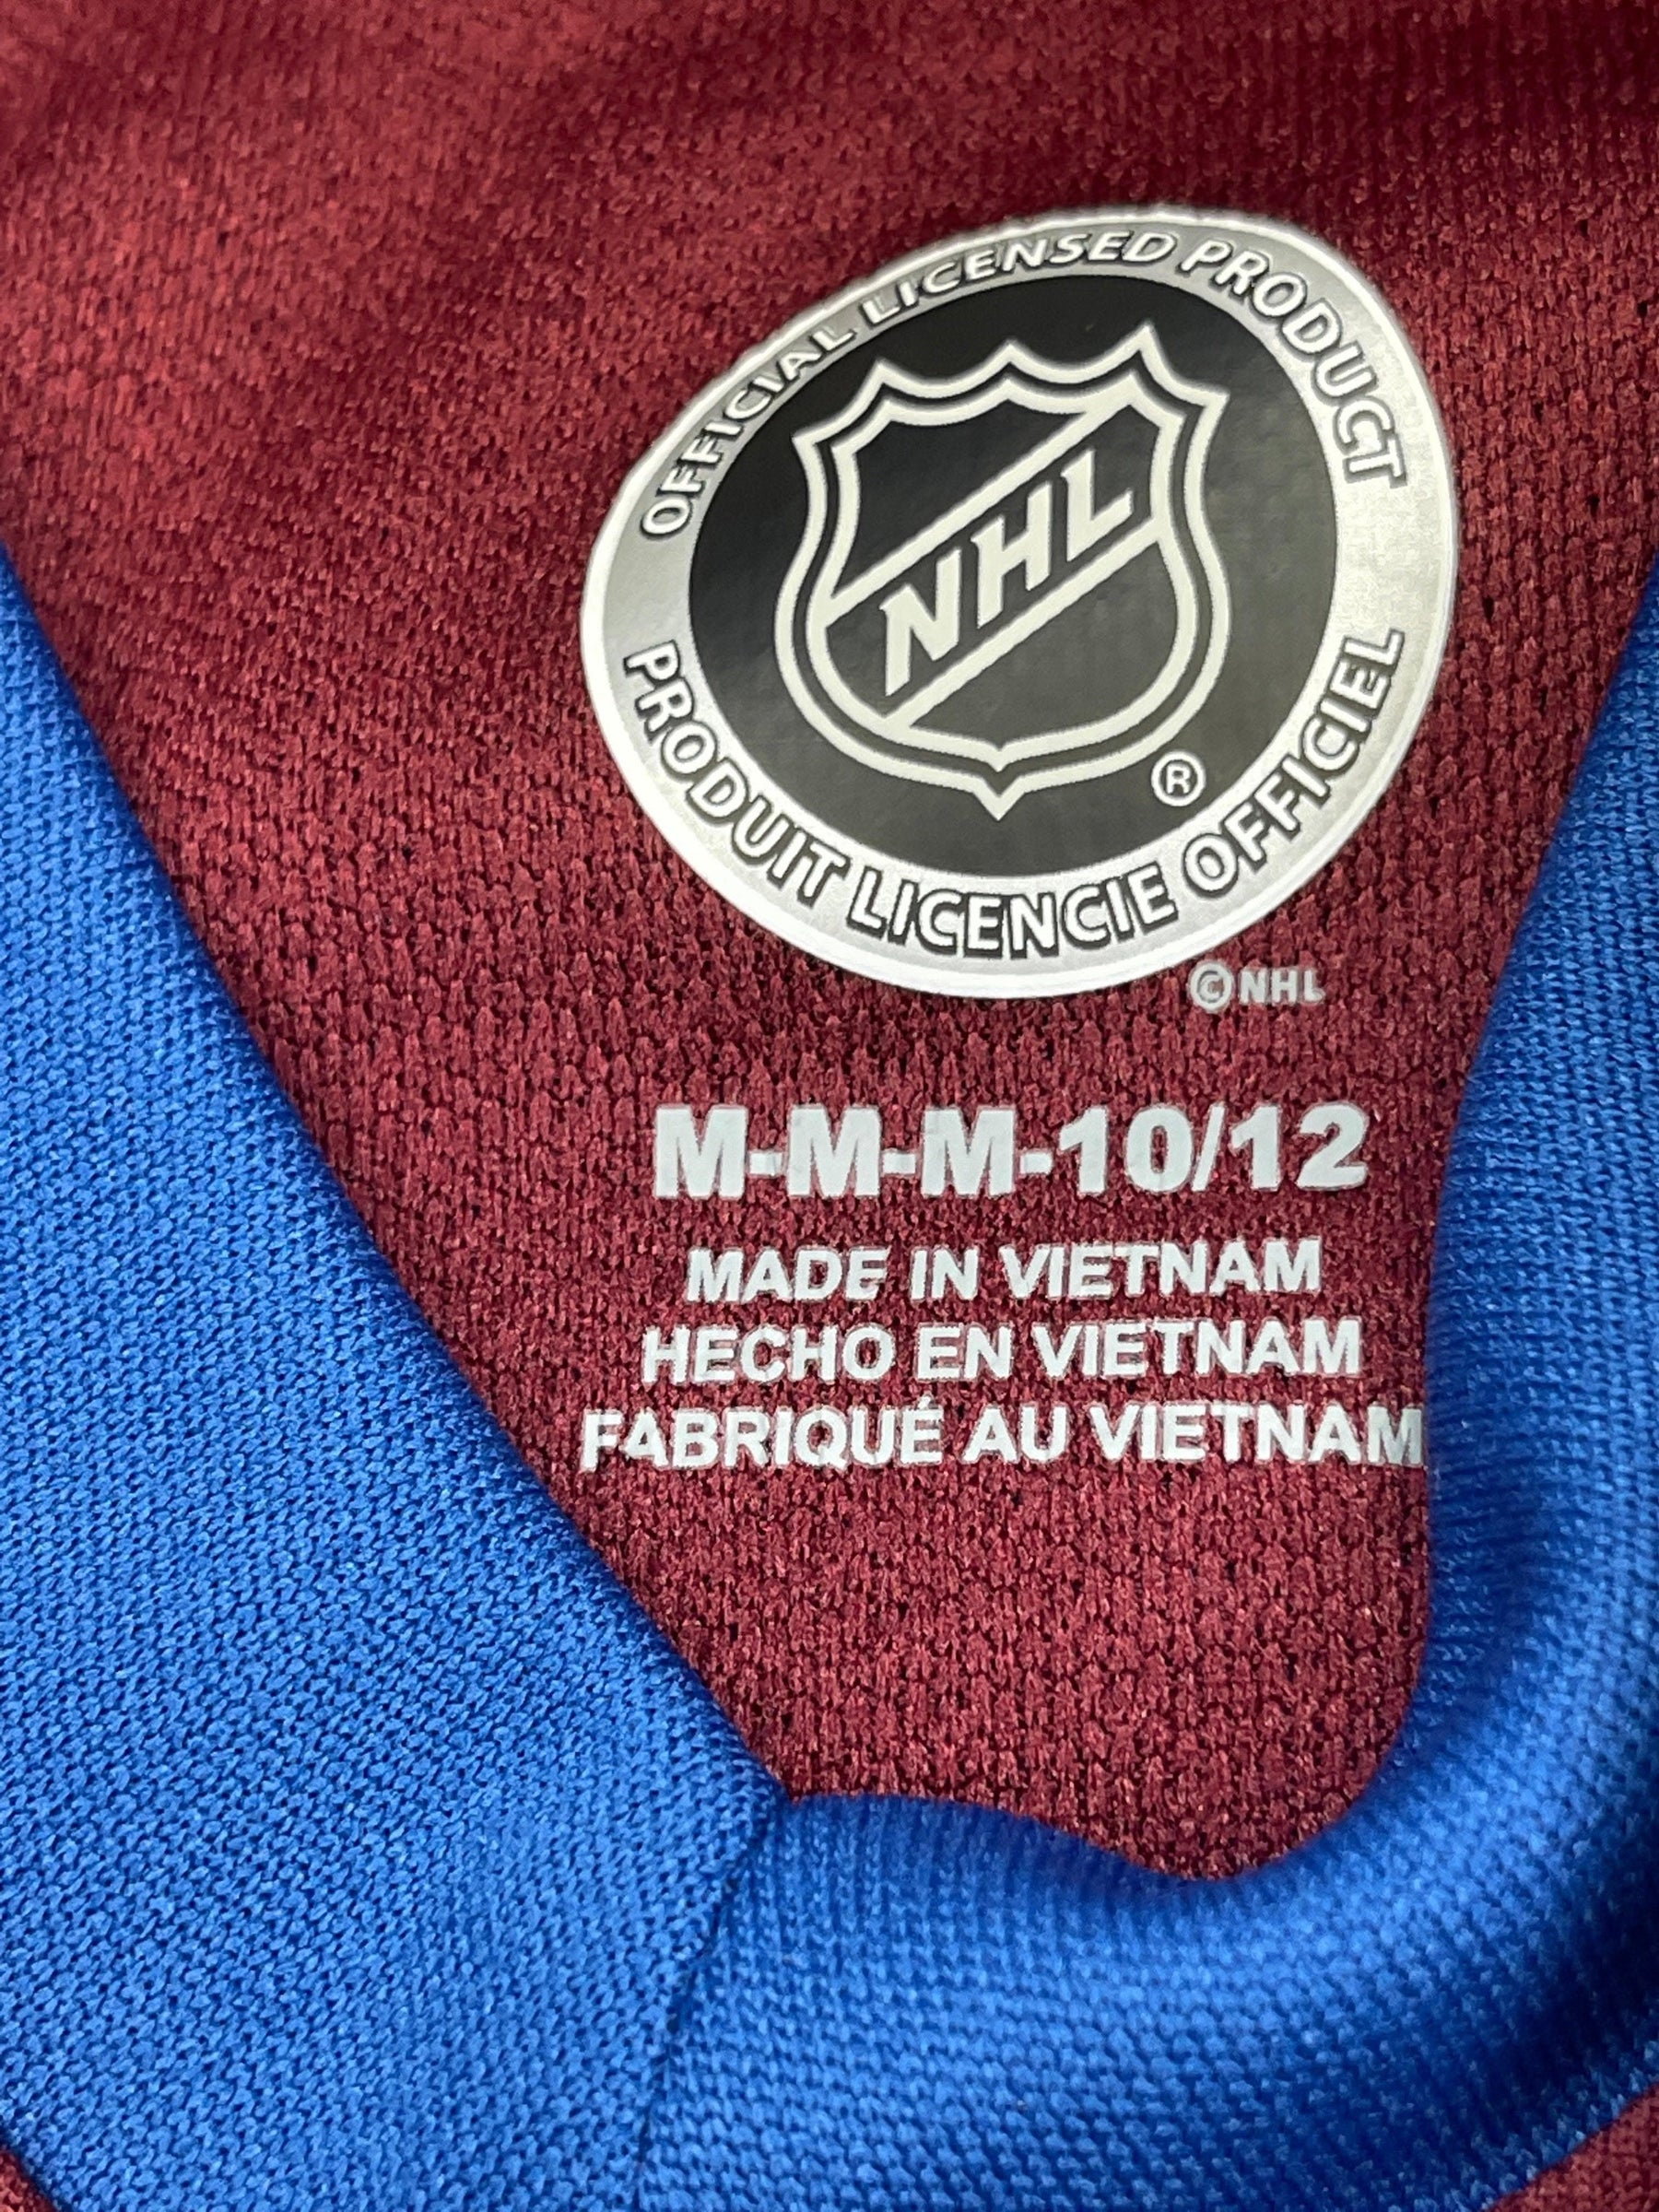 OFFICIAL LICENSED PRODUCT
NHL
®
PRODUIT LICENCIE OFFICIEL
©NHL
M-M-M-10/12
MADE IN VIETNAM
HECHO EN VIETNAM
FABRIQUÉ AU VIETNAM